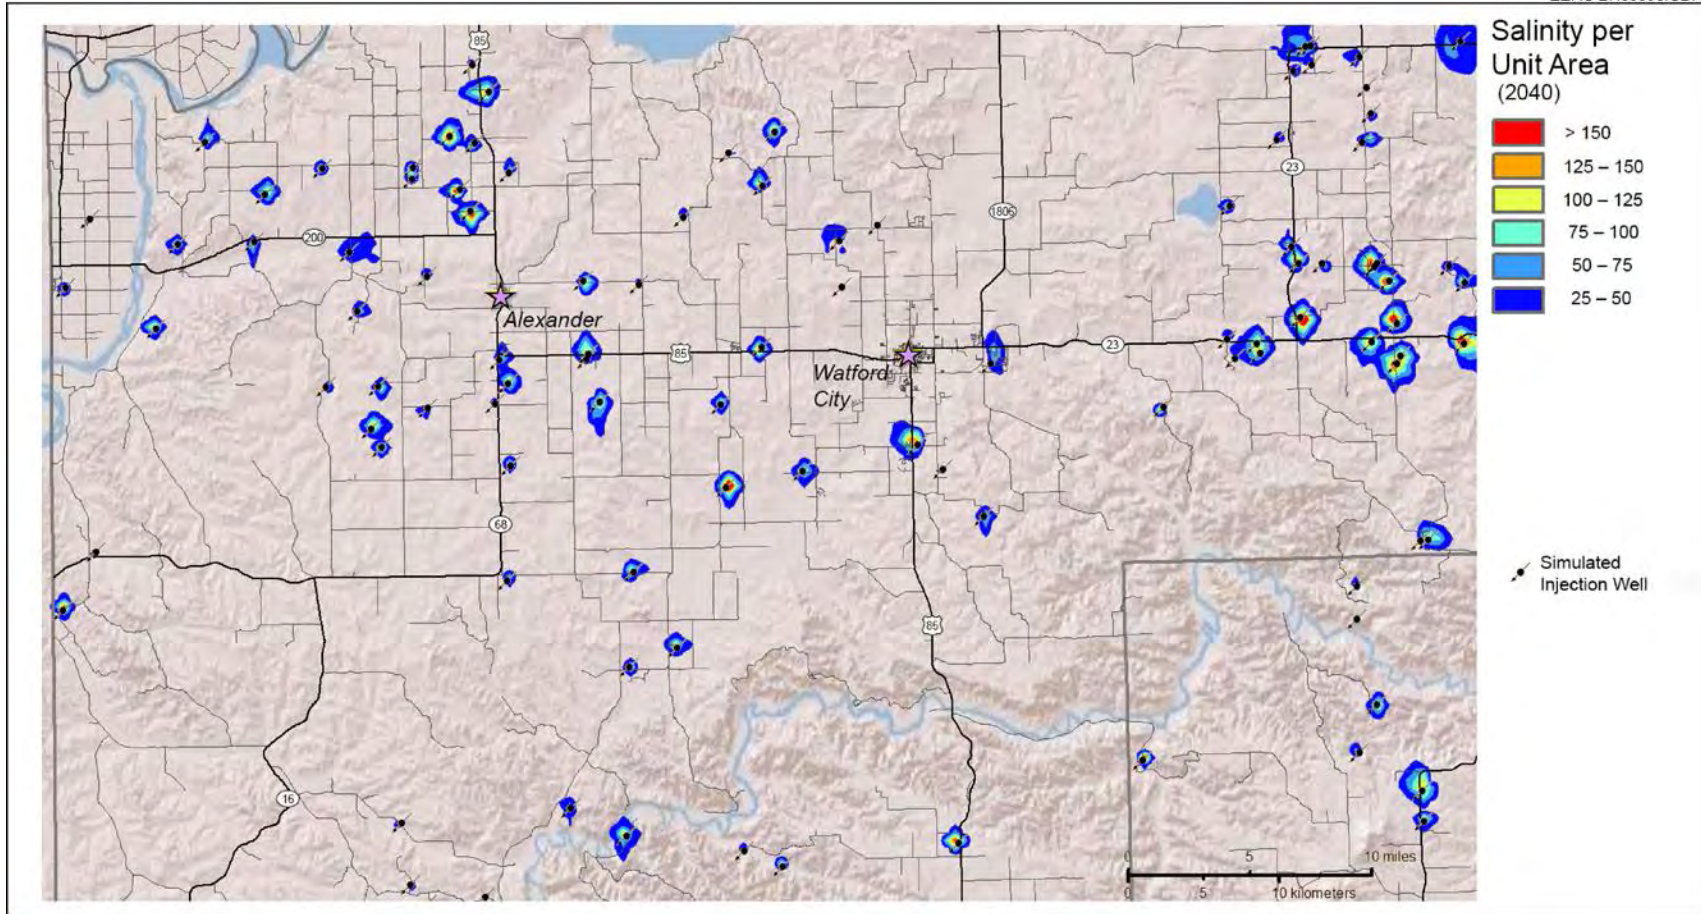 Salinity per
Unit Area
(2040)
> 150
125 – 150
100 – 125
75 – 100
50 – 75
25 – 50
Simulated
Injection Well
85
23
200
1806
Alexander
85
23
Watford
City
68
85
16
0 5 10 miles
0 5 10 kilometers